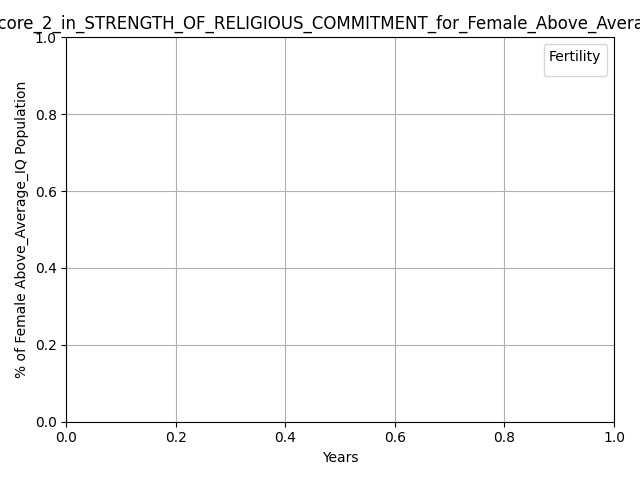 core_2_in_STRENGTH_OF_RELIGIOUS_COMMITMENT_for_Female_Above_Avera
Fertility
% of Female Above_Average_IQ Population
1.0
0.8
0.6
0.4
0.2
0.0
0.0 0.2 0.4 0.6 0.8 1.0
Years